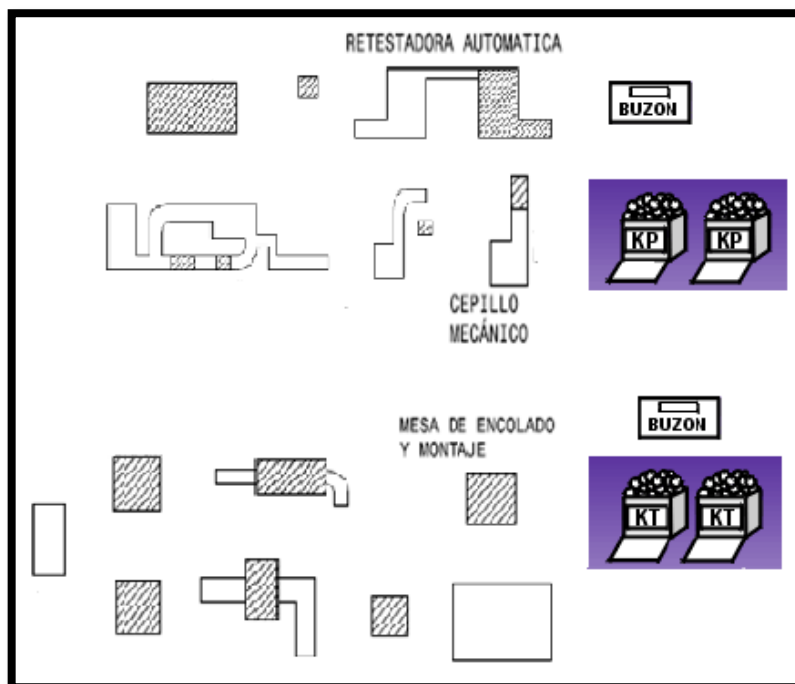 RETESTADORA AUTOMATICA
BUZON
KP KP
CEPILLO
MECÁNICO
BUZON
MESA DE ENCOLADO
Y MONTAJE
KT KT